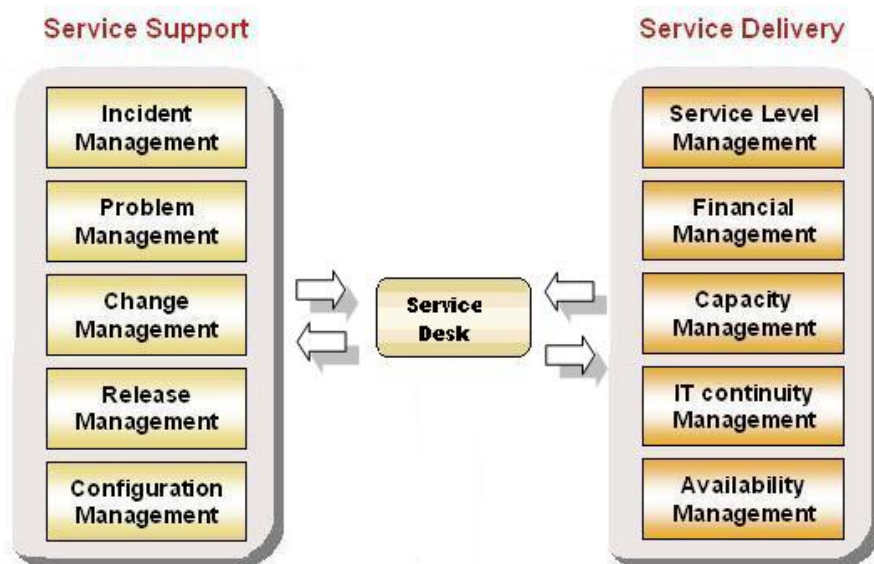 Service Support
Incident
Management
Problem
Management
Change
Management
Release
Management
Configuration
Management
Service
Desk
Service Delivery
Service Level
Management
Financial
Management
Capacity
Management
IT continuity
Management
Availability
Management